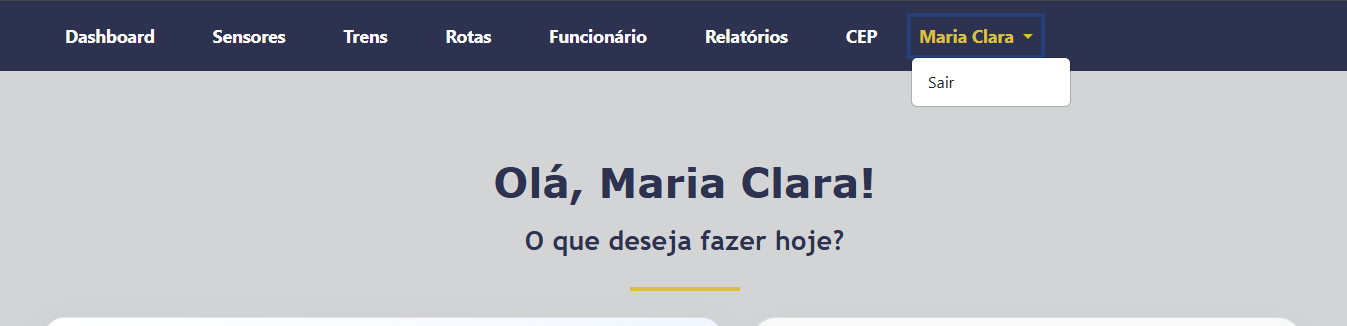 Dashboard Sensores Trens Rotas Funcionário Relatórios CEP Maria Clara
Sair
Olá, Maria Clara!
O que deseja fazer hoje?